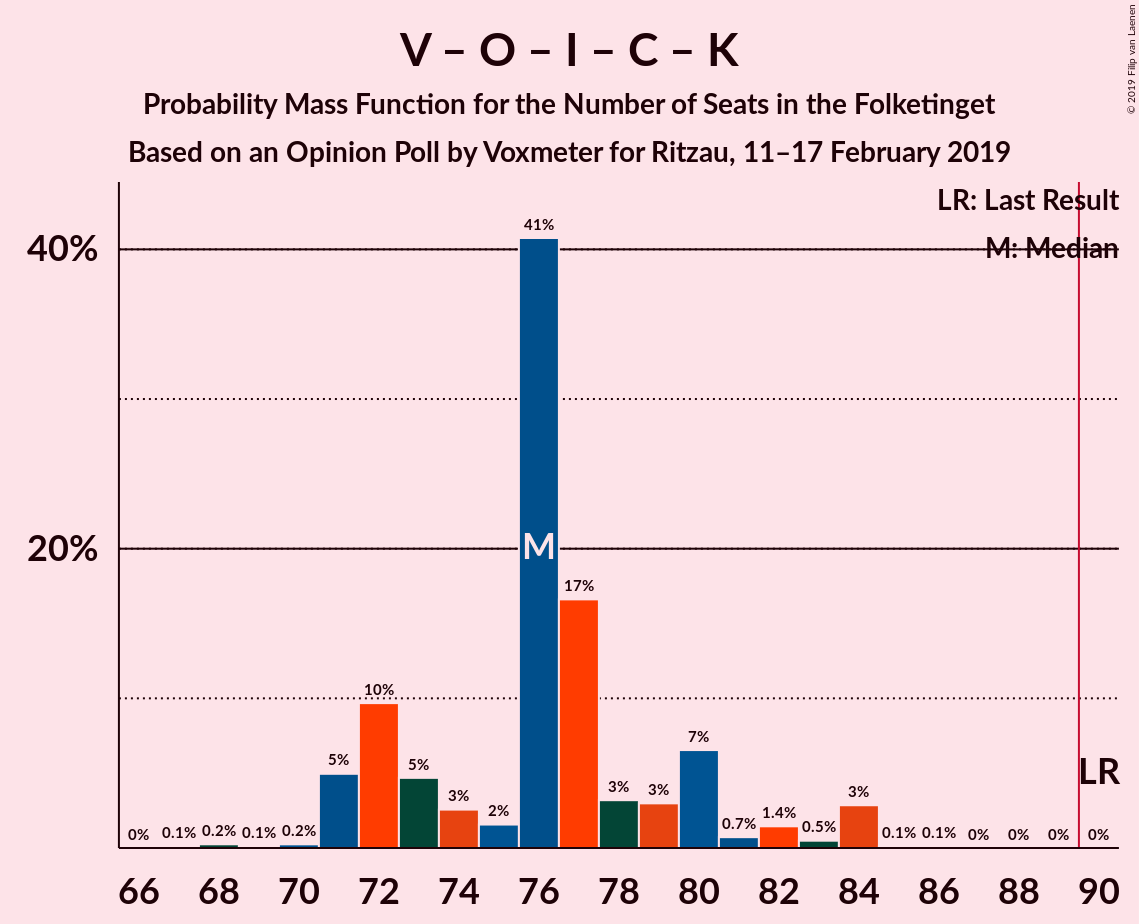 V – O – I – C – K
Probability Mass Function for the Number of Seats in the Folketinget
Based on an Opinion Poll by Voxmeter for Ritzau, 11–17 February 2019
© 2019 Filip van Laenen
LR: Last Result
M: Median
40%
20%
0% 0.1% 0.2% 0.1% 0.2% 5% 10% 5% 3% 2% 41% 17% 3% 3% 7% 0.7% 1.4% 0.5% 3% 0.1% 0.1% 0% 0% 0% 0%
M
LR
66 68 70 72 74 76 78 80 82 84 86 88 90